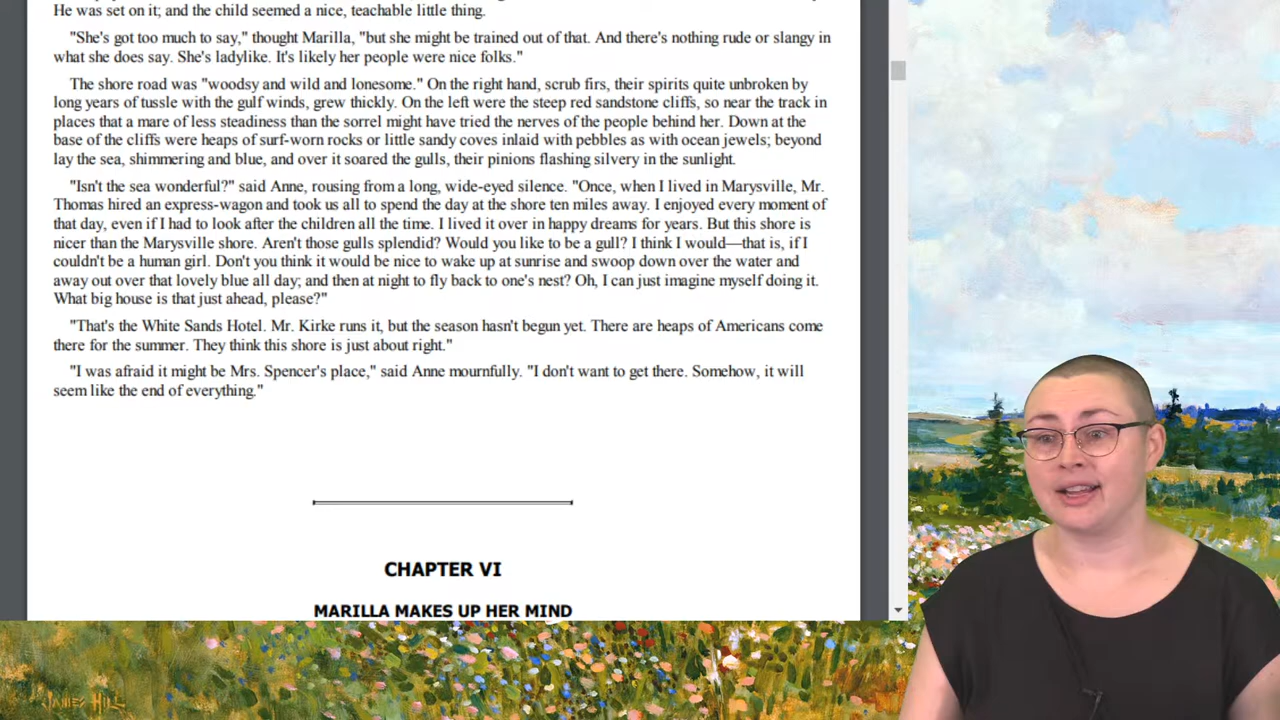 He was set on it; and the child seemed a nice, teachable little thing.
"She's got too much to say," thought Marilla, "but she might be trained out of that. And there's nothing rude or slangy in
what she does say. She's ladylike. It's likely her people were nice folks."
The shore road was "woodsy and wild and lonesome." On the right hand, scrub firs, their spirits quite unbroken by
long years of tussle with the gulf winds, grew thickly. On the left were the steep red sandstone cliffs, so near the track in
places that a mare of less steadiness than the sorrel might have tried the nerves of the people behind her. Down at the
base of the cliffs were heaps of surf-worn rocks or little sandy coves inlaid with pebbles as with ocean jewels; beyond
lay the sea, shimmering and blue, and over it soared the gulls, their pinions flashing silvery in the sunlight.
"Isn't the sea wonderful?" said Anne, rousing from a long, wide-eyed silence. "Once, when I lived in Marysville, Mr.
Thomas hired an express-wagon and took us all to spend the day at the shore ten miles away. I enjoyed every moment of
that day, even if I had to look after the children all the time. I lived it over in happy dreams for years. But this shore is
nicer than the Marysville shore. Aren't those gulls splendid? Would you like to be a gull? I think I would—that is, if I
couldn't be a human girl. Don't you think it would be nice to wake up at sunrise and swoop down over the water and
away out over that lovely blue all day; and then at night to fly back to one's nest? Oh, I can just imagine myself doing it.
What big house is that just ahead, please?"
"That's the White Sands Hotel. Mr. Kirke runs it, but the season hasn't begun yet. There are heaps of Americans come
there for the summer. They think this shore is just about right."
"I was afraid it might be Mrs. Spencer's place," said Anne mournfully. "I don't want to get there. Somehow, it will
seem like the end of everything."
CHAPTER VI
MARILLA MAKES UP HER MIND
JAMES HILL